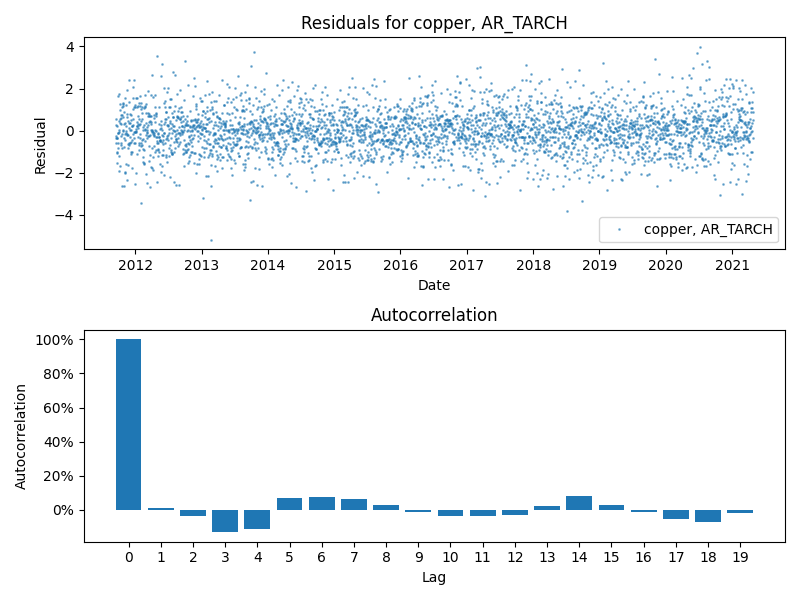 Residuals for copper, AR_TARCH
4
2
0
−2
−4
Residual
copper, AR_TARCH
2012 2013 2014 2015 2016 2017 2018 2019 2020 2021
Date
Autocorrelation
100%
80%
60%
40%
20%
0%
Autocorrelation
0 1 2 3 4 5 6 7 8 9 10 11 12 13 14 15 16 17 18 19
Lag